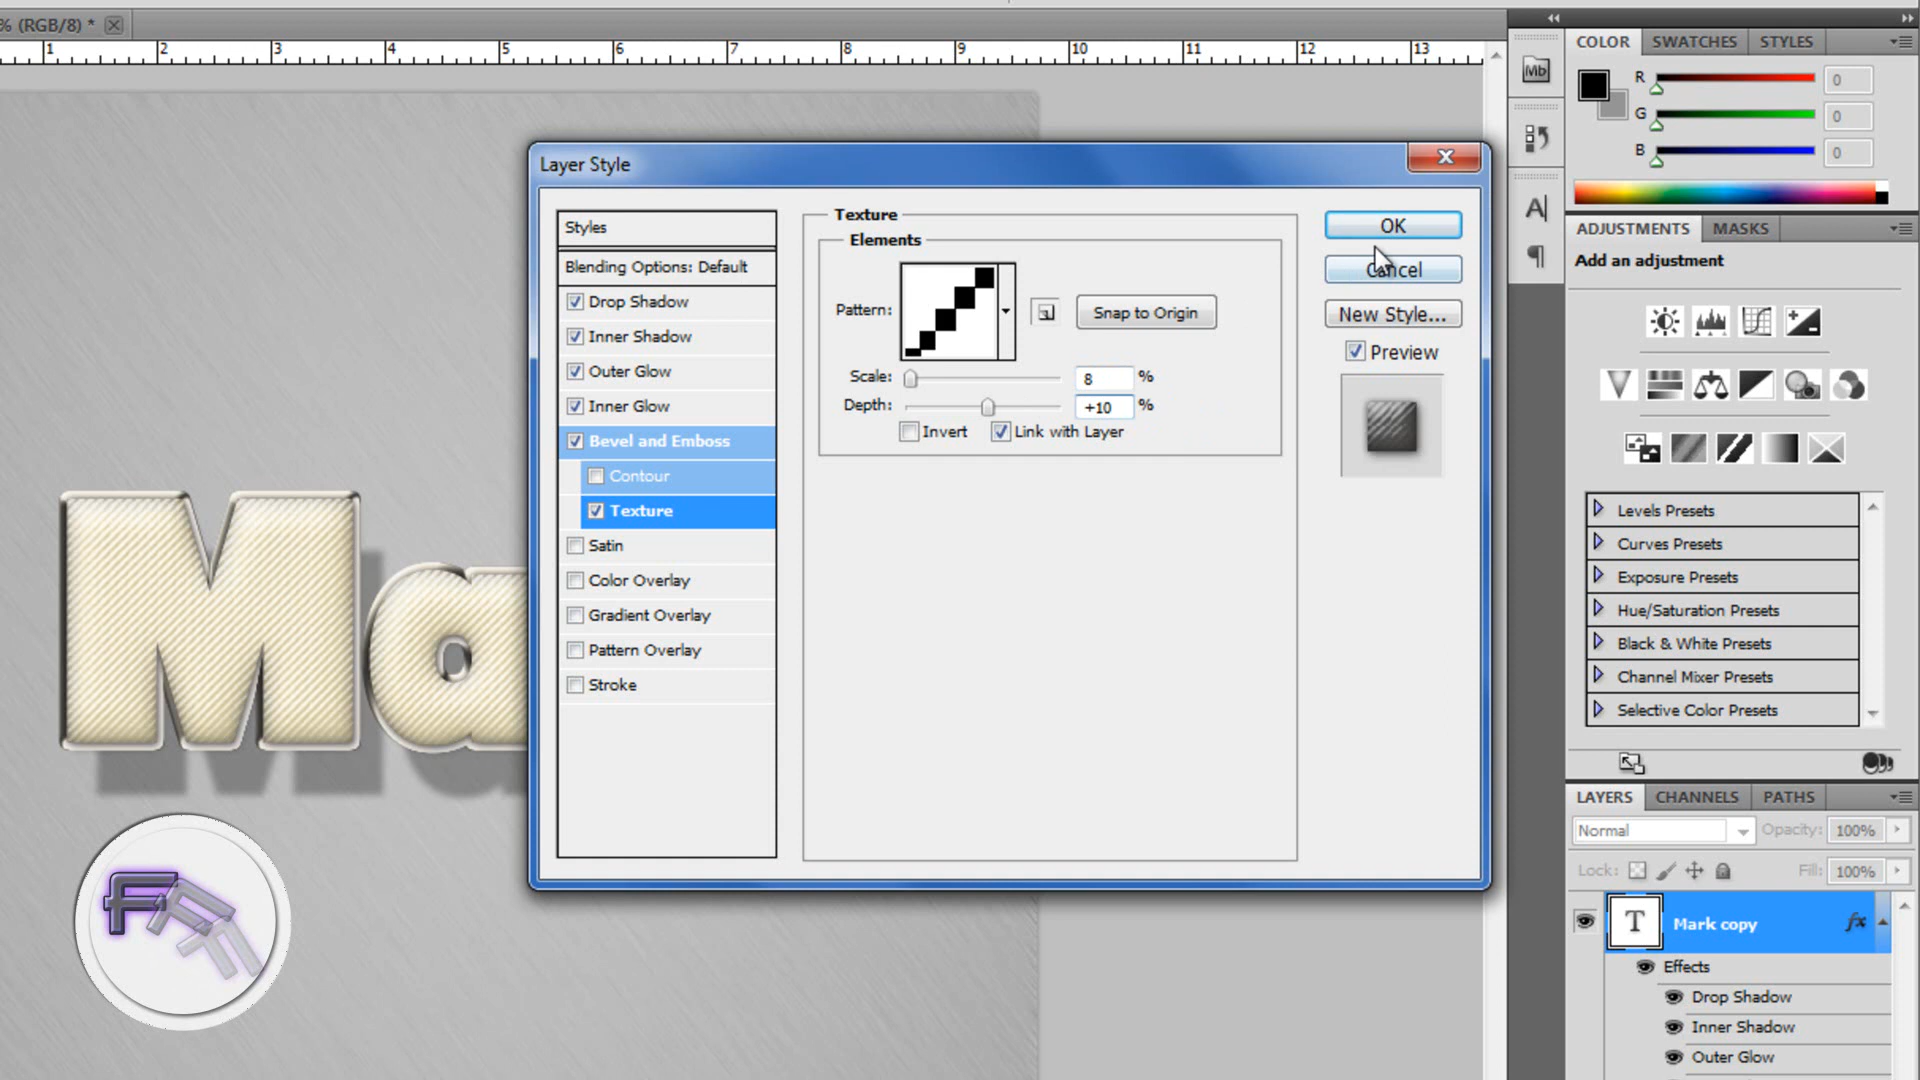 % (RGB/8) *
1 2 3 4 5 6 7 8 9 10 11 12 13
Mb
A
COLOR SWATCHES STYLES
R 0
G 0
B 0
ADJUSTMENTS MASKS
Add an adjustment
Levels Presets
Curves Presets
Exposure Presets
Hue/Saturation Presets
Black & White Presets
Channel Mixer Presets
Selective Color Presets
LAYERS CHANNELS PATHS
Normal Opacity: 100%
Lock: Fill: 100%
T Mark copy fx
Effects
Drop Shadow
Inner Shadow
Outer Glow
Layer Style
Styles
Blending Options: Default
Drop Shadow
Inner Shadow
Outer Glow
Inner Glow
Bevel and Emboss
Contour
Texture
Satin
Color Overlay
Gradient Overlay
Pattern Overlay
Stroke
Texture
Elements
Pattern: Snap to Origin
Scale: 8 %
Depth: +10 %
Invert Link with Layer
OK
Cancel
New Style...
Preview
Ma